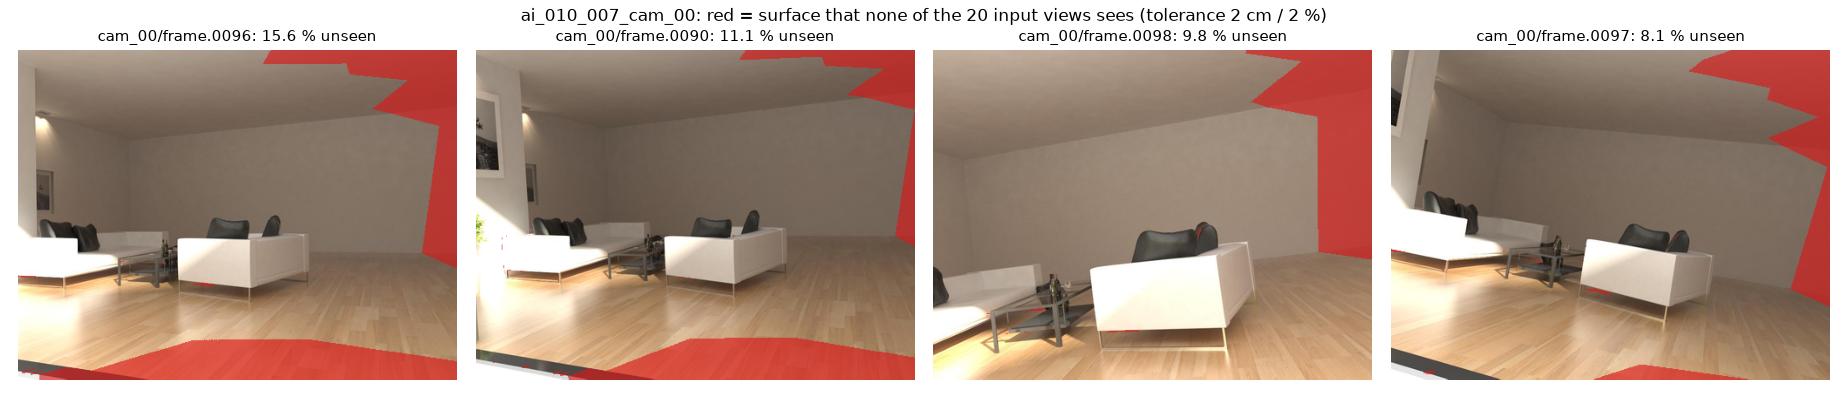 ai_010_007_cam_00: red = surface that none of the 20 input views sees (tolerance 2 cm / 2 %)
cam_00/frame.0096: 15.6 % unseen
cam_00/frame.0090: 11.1 % unseen
cam_00/frame.0098: 9.8 % unseen
cam_00/frame.0097: 8.1 % unseen